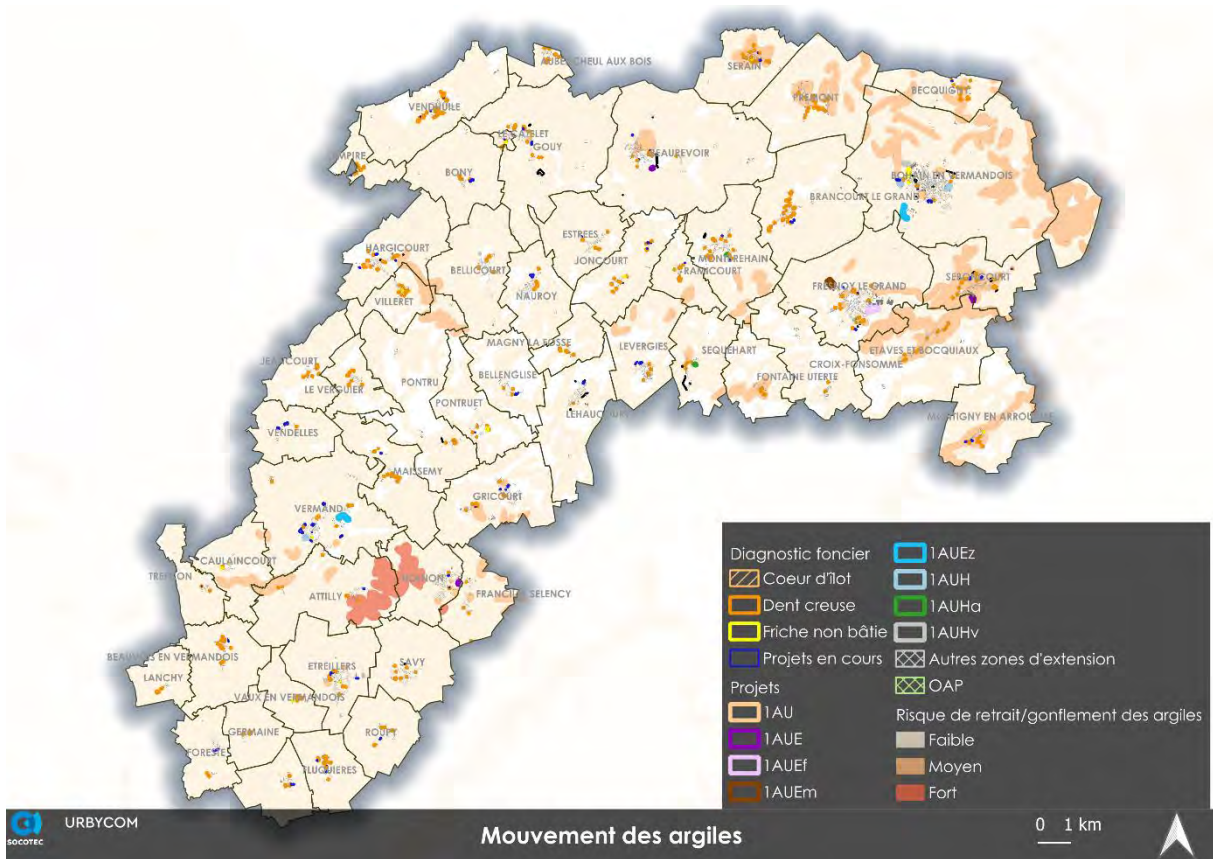 AUBENCHEUL AUX BOIS
SERAIN
PREMONT
BECQUIGNY
VENDHUILE
LE CATELET
GOUY
BEAUREVOIR
BONY
BOHAIN EN VERMANDOIS
BRANCOURT LE GRAND
HARGICOURT
ESTREES
JONCOURT
MONTBREHAIN
RAMICOURT
BELLICOURT
NAUROY
VILLERET
FRESNOY LE GRAND
SEBONCOURT
MAGNY LA FOSSE
LEVERGIES
SEQUEHART
ETAVES ET BOCQUIAUX
CROIX-FONSOMME
JEANCOURT
LE VERGUIER
PONTRU
BELLENGLISE
FONTAINE UTERTE
PONTRUET
LEHAUCOURT
MONTIGNY EN ARROUAISE
VENDELLES
MAISSEMY
GRICOURT
VERMAND
CAULAINCOURT
TREFCON
HOLNON
ATTILLY
FRANCILLY SELENCY
BEAUVOIS EN VERMANDOIS
ETREILLERS
SAVY
LANCHY
VAUX EN VERMANDOIS
GERMAINE
ROUPY
FORESTE
FLUQUIERES
Diagnostic foncier
Coeur d'îlot
Dent creuse
Friche non bâtie
Projets en cours
Projets
1AU
1AUE
1AUEf
1AUEm
1AUEz
1AUH
1AUHa
1AUHv
Autres zones d'extension
OAP
Risque de retrait/gonflement des argiles
Faible
Moyen
Fort
SOCOTEC
URBYCOM
Mouvement des argiles
0 1 km